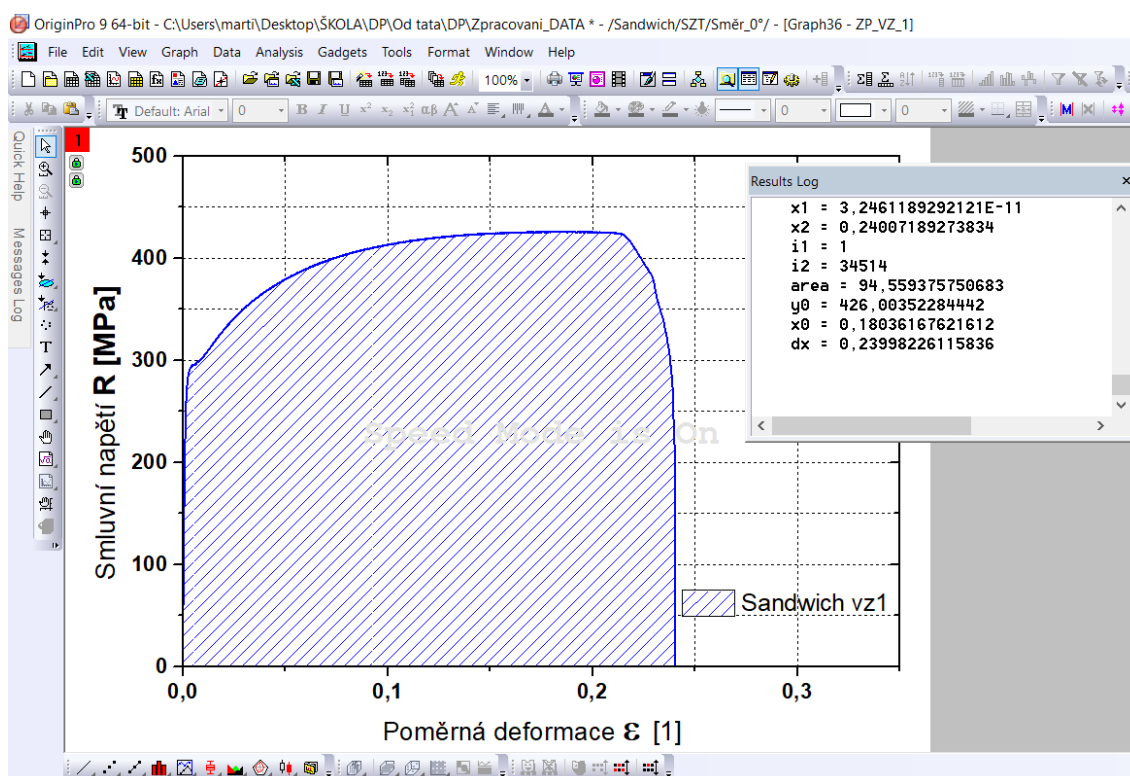 OriginPro 9 64-bit - C:\Users\marti\Desktop\ŠKOLA\DP\Od tata\DP\Zpracovani_DATA * - /Sandwich/SZT/Směr_0°/ - [Graph36 - ZP_VZ_1]
File Edit View Graph Data Analysis Gadgets Tools Format Window Help
100%
Default: Arial 0 B I U x² x₂ αβ A A 0 0
Quick Help
Messages Log
1
T
Results Log
x1 = 3,2461189292121E-11
x2 = 0,24007189273834
i1 = 1
i2 = 34514
area = 94,559375750683
y0 = 426,00352284442
x0 = 0,18036167621612
dx = 0,23998226115836
Smluvní napětí R [MPa]
500
400
300
200
100
0
Speed Mode is On
Sandwich vz1
0,0 0,1 0,2 0,3
Poměrná deformace ε [1]